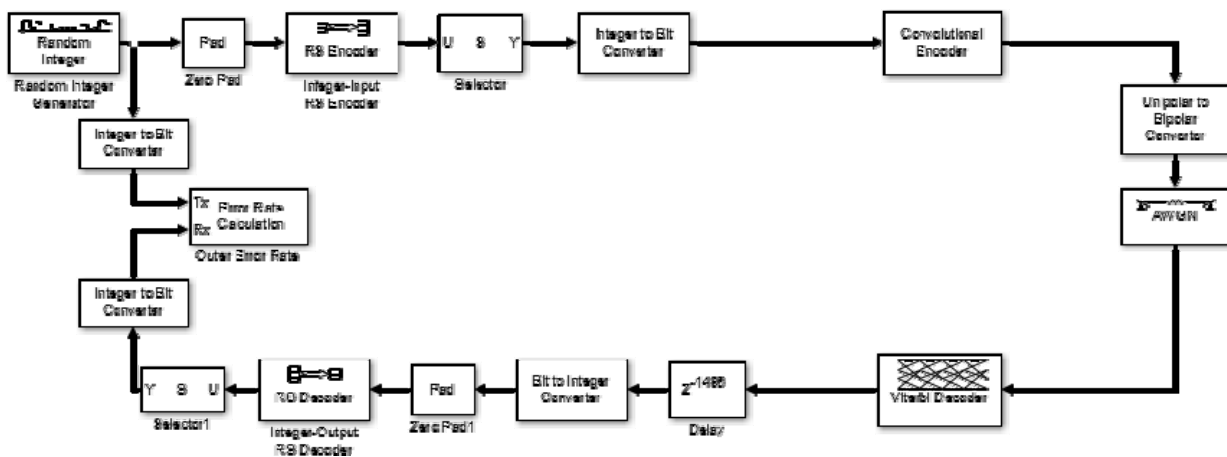 Random
Integer
Random Integer
Generator
Pad
Zero Pad
RS Encoder
Integer-Input
RS Encoder
U S Y
Selector
Integer to Bit
Converter
Convolutional
Encoder
Unipolar to
Bipolar
Converter
AWGN
Integer to Bit
Converter
Tx
Rx
Error Rate
Calculation
Outer Error Rate
Integer to Bit
Converter
Y S U
Selector1
RS Decoder
Integer-Output
RS Decoder
Pad
Zero Pad1
Bit to Integer
Converter
Delay
Viterbi Decoder